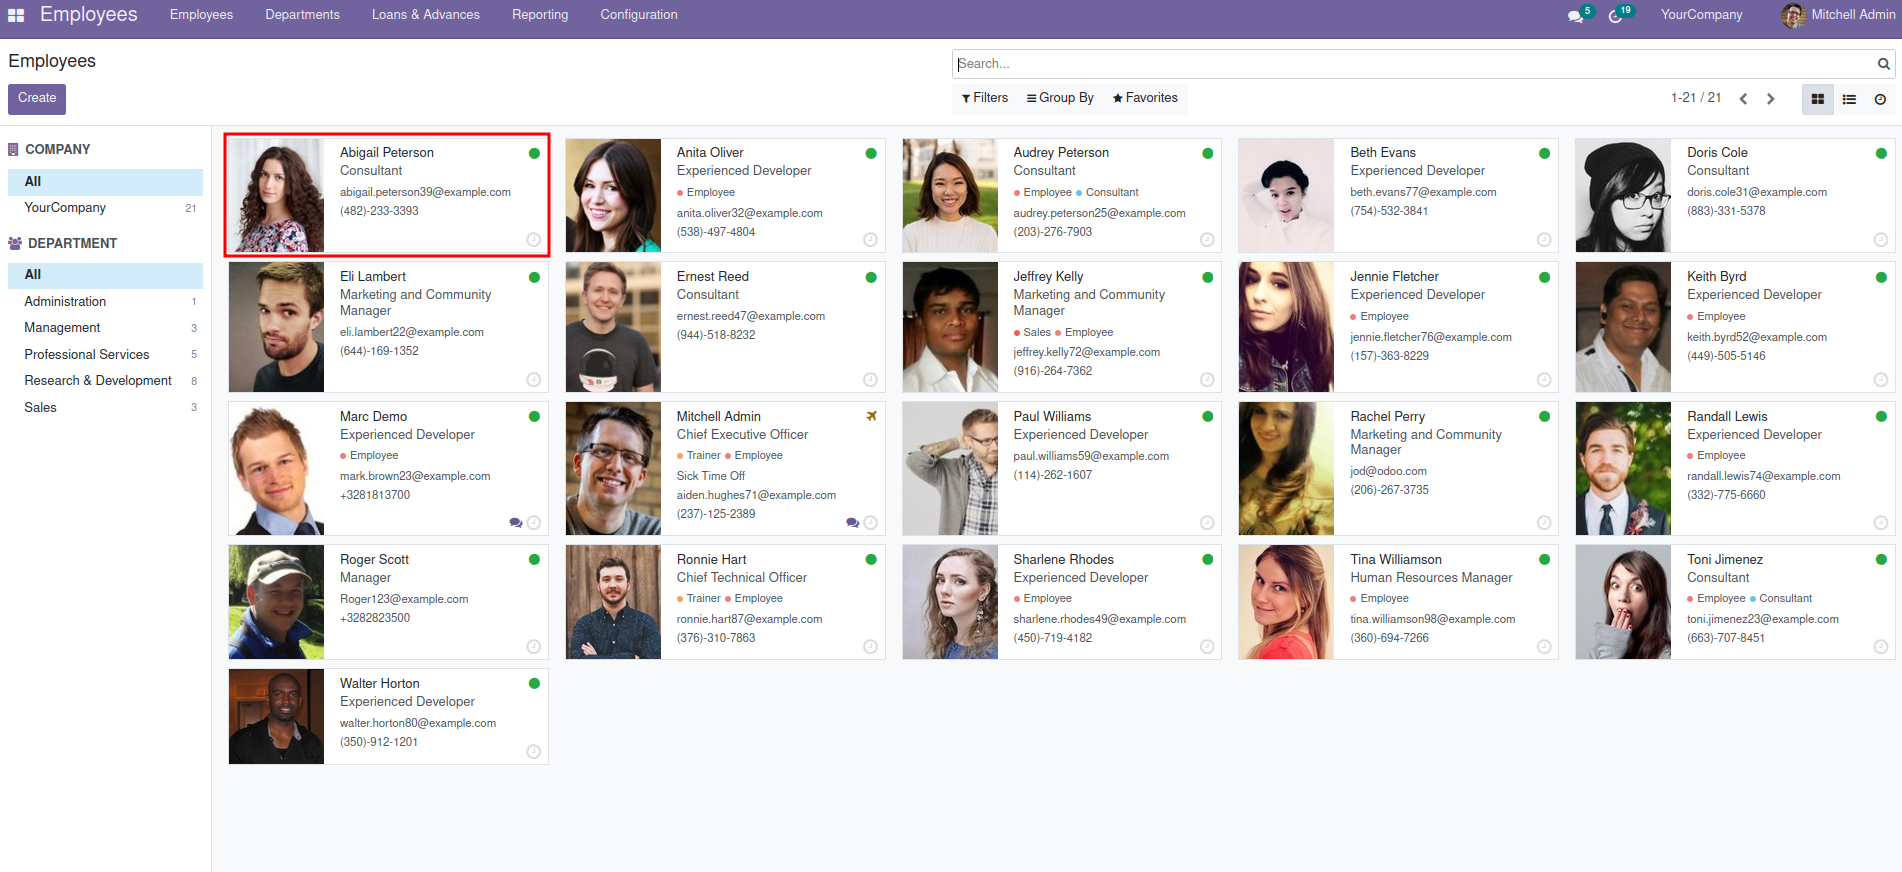 Employees Employees Departments Loans & Advances Reporting Configuration 5 19 YourCompany Mitchell Admin
Employees
Search...
Create
Filters Group By Favorites
1-21 / 21
COMPANY
All
YourCompany 21
DEPARTMENT
All
Administration 1
Management 3
Professional Services 5
Research & Development 8
Sales 3
Abigail Peterson
Consultant
abigail.peterson39@example.com
(482)-233-3393
Anita Oliver
Experienced Developer
Employee
anita.oliver32@example.com
(538)-497-4804
Audrey Peterson
Consultant
Employee Consultant
audrey.peterson25@example.com
(203)-276-7903
Beth Evans
Experienced Developer
beth.evans77@example.com
(754)-532-3841
Doris Cole
Consultant
doris.cole31@example.com
(883)-331-5378
Eli Lambert
Marketing and Community
Manager
eli.lambert22@example.com
(644)-169-1352
Ernest Reed
Consultant
ernest.reed47@example.com
(944)-518-8232
Jeffrey Kelly
Marketing and Community
Manager
Sales Employee
jeffrey.kelly72@example.com
(916)-264-7362
Jennie Fletcher
Experienced Developer
Employee
jennie.fletcher76@example.com
(157)-363-8229
Keith Byrd
Experienced Developer
Employee
keith.byrd52@example.com
(449)-505-5146
Marc Demo
Experienced Developer
Employee
mark.brown23@example.com
+3281813700
Mitchell Admin
Chief Executive Officer
Trainer Employee
Sick Time Off
aiden.hughes71@example.com
(237)-125-2389
Paul Williams
Experienced Developer
paul.williams59@example.com
(114)-262-1607
Rachel Perry
Marketing and Community
Manager
jod@odoo.com
(206)-267-3735
Randall Lewis
Experienced Developer
Employee
randall.lewis74@example.com
(332)-775-6660
Roger Scott
Manager
Roger123@example.com
+3282823500
Ronnie Hart
Chief Technical Officer
Trainer Employee
ronnie.hart87@example.com
(376)-310-7863
Sharlene Rhodes
Experienced Developer
Employee
sharlene.rhodes49@example.com
(450)-719-4182
Tina Williamson
Human Resources Manager
Employee
tina.williamson98@example.com
(360)-694-7266
Toni Jimenez
Consultant
Employee Consultant
toni.jimenez23@example.com
(663)-707-8451
Walter Horton
Experienced Developer
walter.horton80@example.com
(350)-912-1201